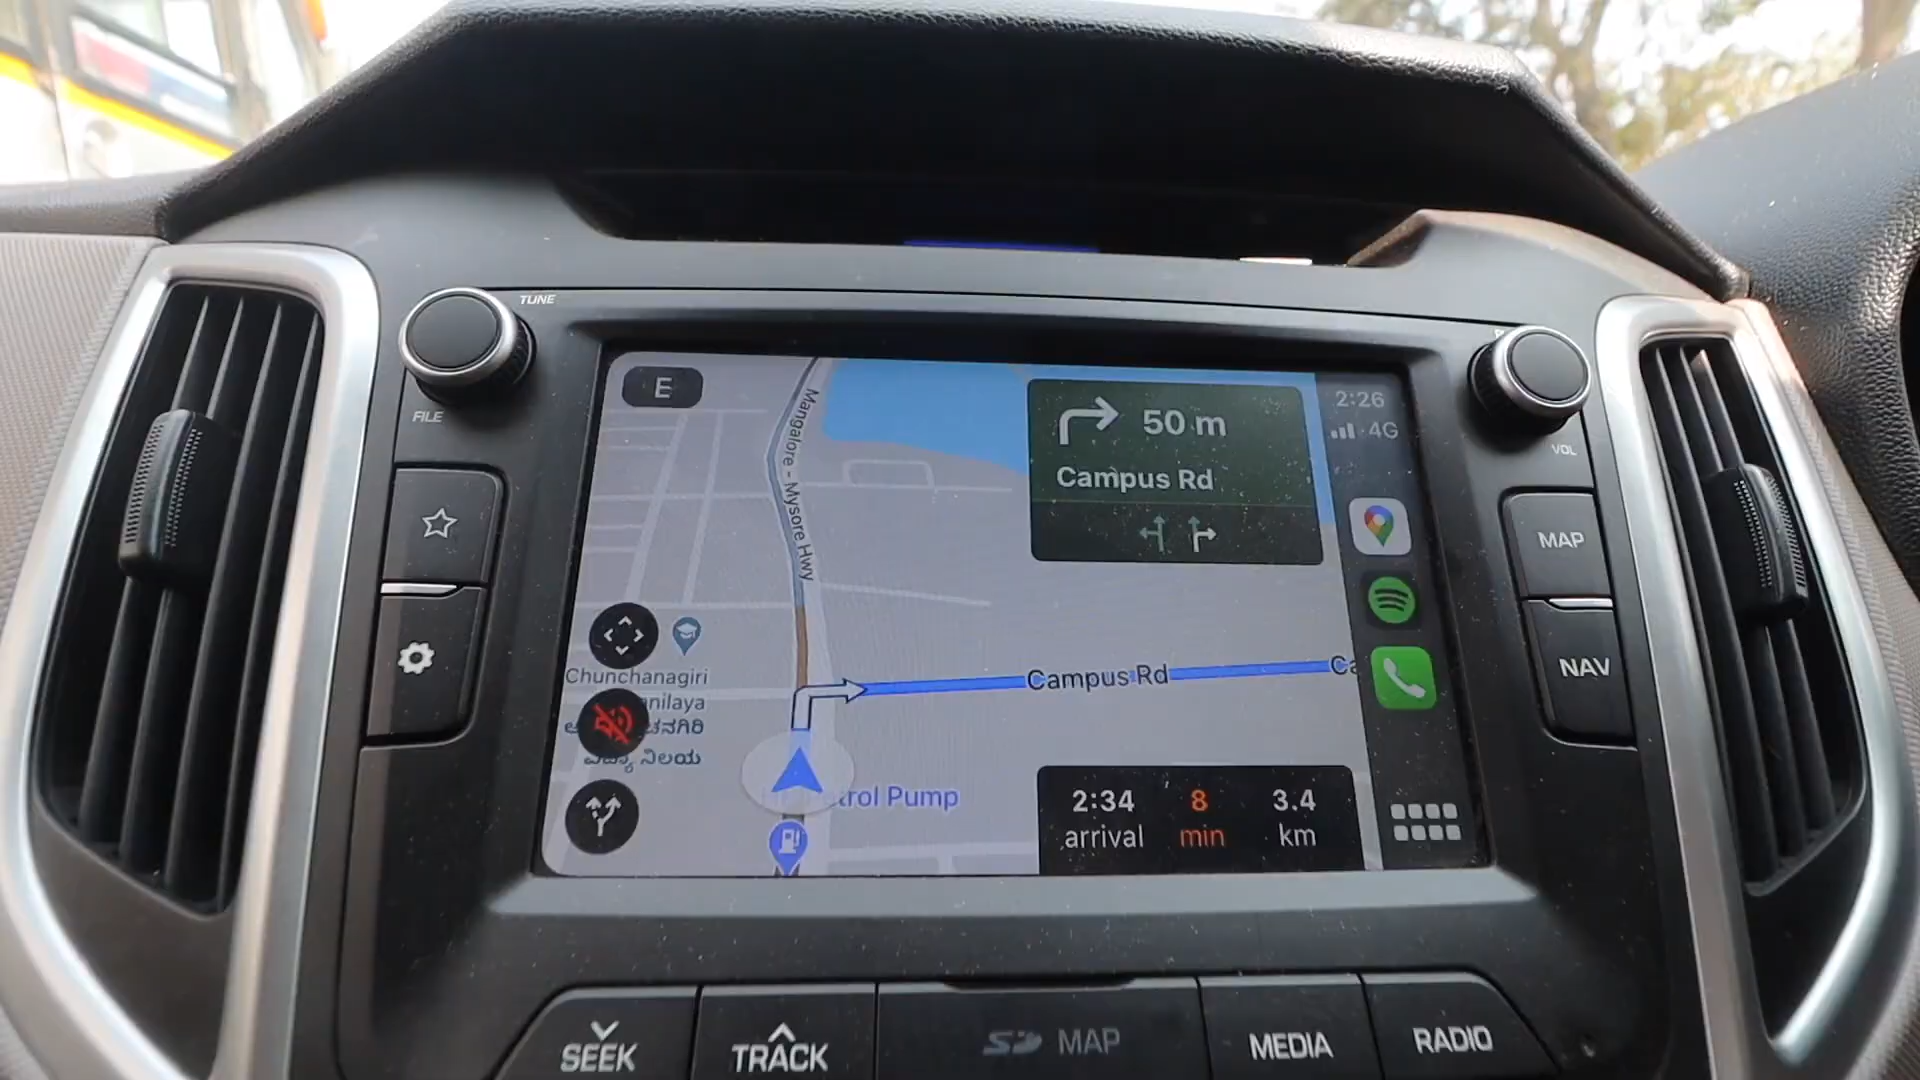 TUNE
FILE
E
Mangalore - Mysore Hwy
50 m
Campus Rd
2:26
4G
VOL
MAP
NAV
Chunchanagiri
ವಿದ್ಯಾ ನಿಲಯ
Campus Rd
trol Pump
2:34 8 3.4
arrival min km
SEEK
TRACK
SD MAP
MEDIA
RADIO